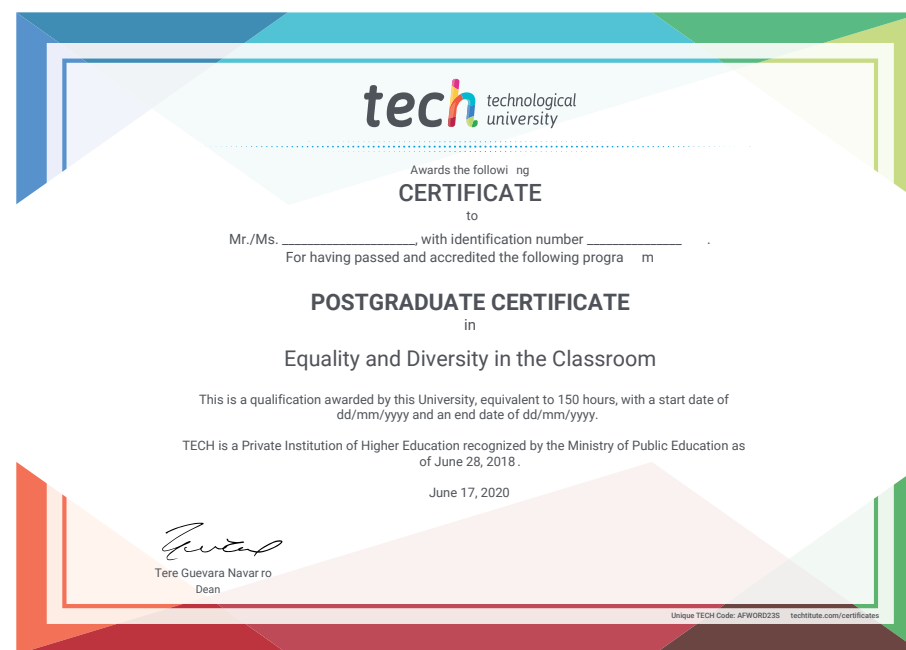 tech technological
university
Awards the followi ng
CERTIFICATE
to
Mr./Ms. ____________________, with identification number ______________ .
For having passed and accredited the following progra m
POSTGRADUATE CERTIFICATE
in
Equality and Diversity in the Classroom
This is a qualification awarded by this University, equivalent to 150 hours, with a start date of
dd/mm/yyyy and an end date of dd/mm/yyyy.
TECH is a Private Institution of Higher Education recognized by the Ministry of Public Education as
of June 28, 2018 .
June 17, 2020
Tere Guevara Navar ro
Dean
Unique TECH Code: AFWORD23S techtitute.com/certificates